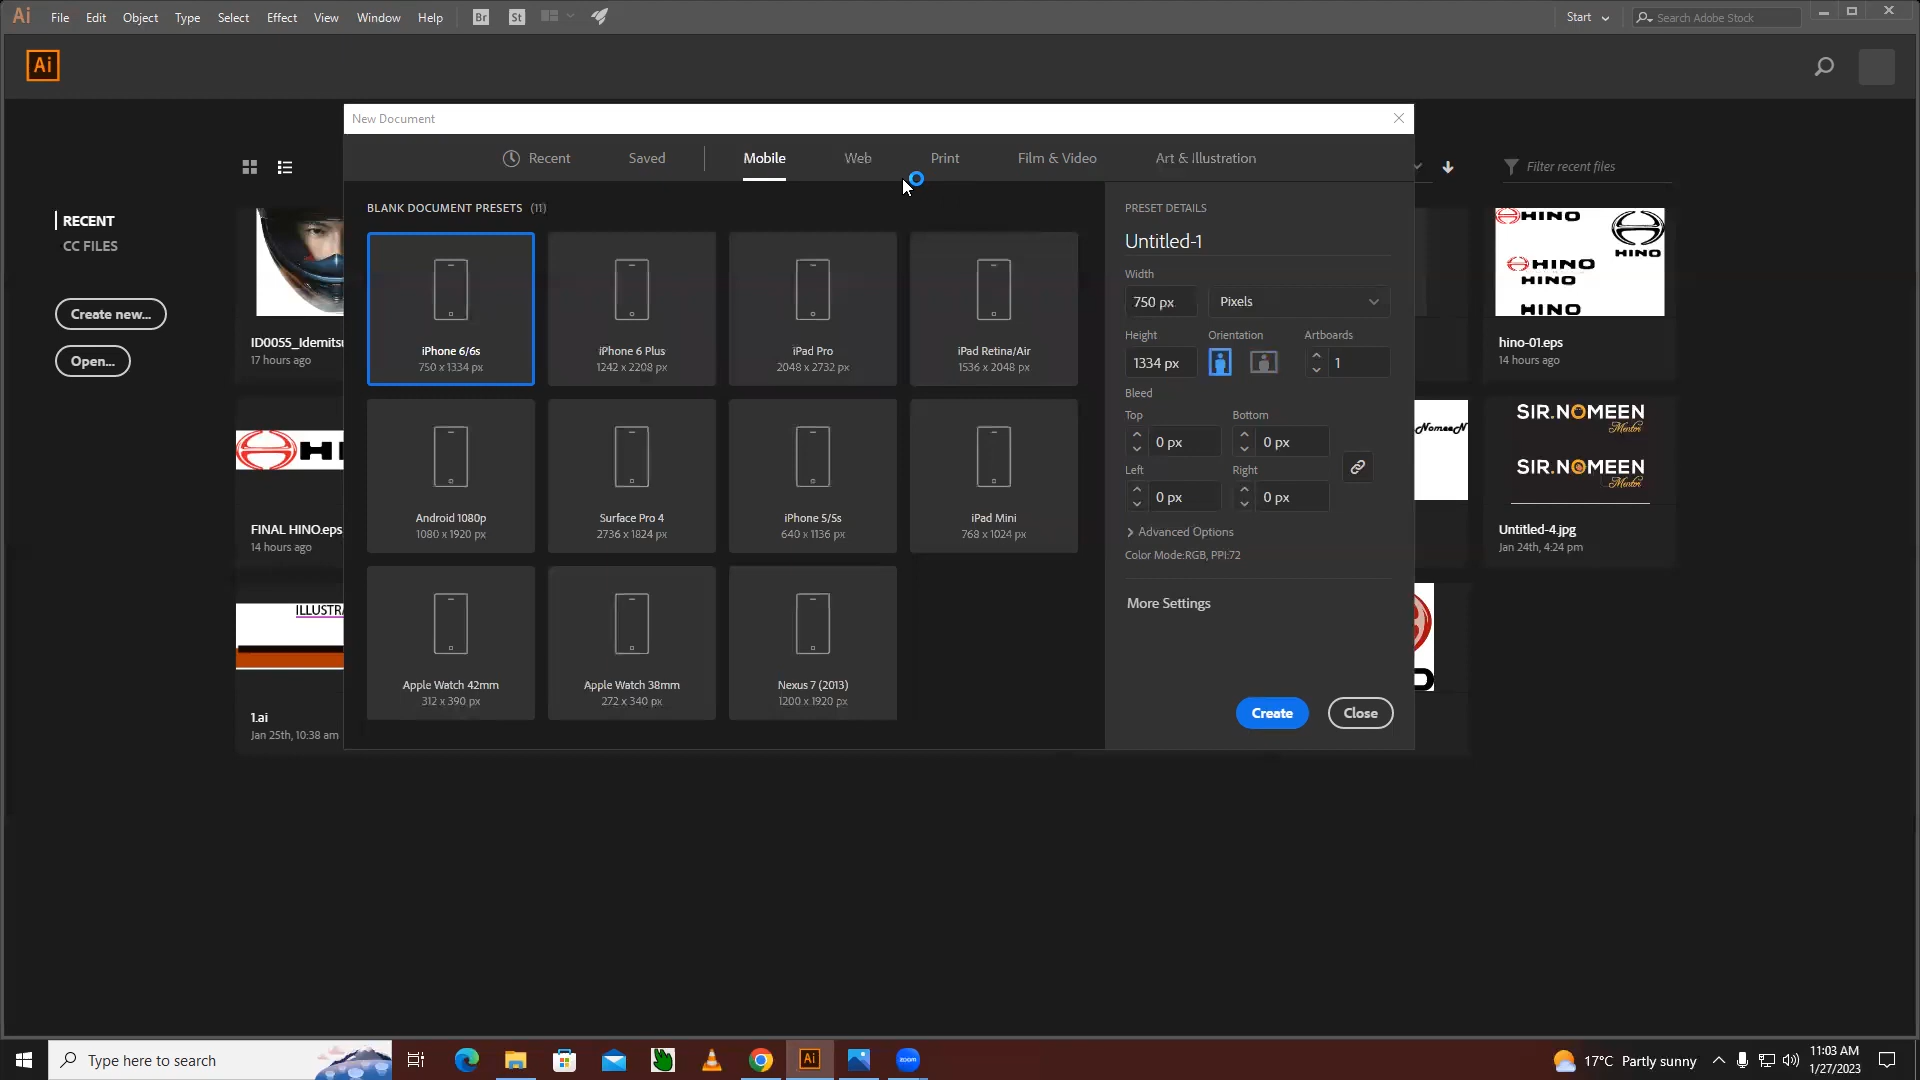 Ai File Edit Object Type Select Effect View Window Help Br St Start Search Adobe Stock
Ai
New Document
Recent Saved Mobile Web Print Film & Video Art & Illustration
Filter recent files
RECENT
CC FILES
Create new...
Open...
BLANK DOCUMENT PRESETS (11)
iPhone 6/6s
750 x 1334 px
iPhone 6 Plus
1242 x 2208 px
iPad Pro
2048 x 2732 px
iPad Retina/Air
1536 x 2048 px
Android 1080p
1080 x 1920 px
Surface Pro 4
2736 x 1824 px
iPhone 5/5s
640 x 1136 px
iPad Mini
768 x 1024 px
Apple Watch 42mm
312 x 390 px
Apple Watch 38mm
272 x 340 px
Nexus 7 (2013)
1200 x 1920 px
PRESET DETAILS
Untitled-1
Width
750 px Pixels
Height Orientation Artboards
1334 px 1
Bleed
Top Bottom
0 px 0 px
Left Right
0 px 0 px
Advanced Options
Color Mode:RGB, PPI:72
More Settings
Create Close
ID0055_Idemitsu
17 hours ago
FINAL HINO.eps
14 hours ago
ILLUSTRA
1.ai
Jan 25th, 10:38 am
HINO
HINO
HINO
HINO
HINO
hino-01.eps
14 hours ago
NomeeN
SIR.NOMEEN
Mentor
SIR.NOMEEN
Mentor
Untitled-4.jpg
Jan 24th, 4:24 pm
Type here to search
Ai
zoom
17°C Partly sunny
11:03 AM
1/27/2023